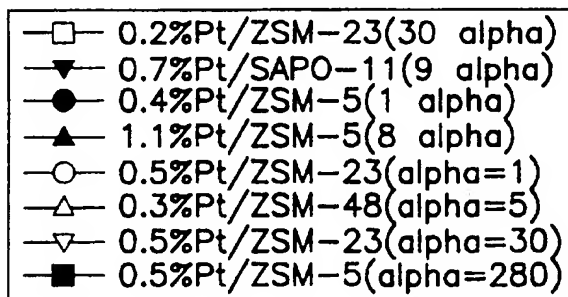 0.2%Pt/ZSM-23(30 alpha)
0.7%Pt/SAPO-11(9 alpha)
0.4%Pt/ZSM-5(1 alpha)
1.1%Pt/ZSM-5(8 alpha)
0.5%Pt/ZSM-23(alpha=1)
0.3%Pt/ZSM-48(alpha=5)
0.5%Pt/ZSM-23(alpha=30)
0.5%Pt/ZSM-5(alpha=280)